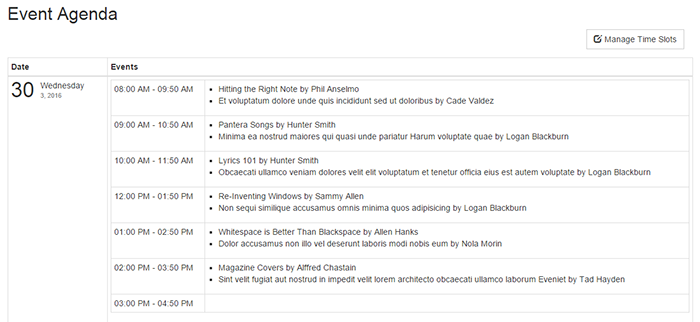 Event Agenda
Manage Time Slots
Date Events
30 Wednesday
3, 2016
08:00 AM - 09:50 AM
Hitting the Right Note by Phil Anselmo
Et voluptatum dolore unde quis incididunt sed ut doloribus by Cade Valdez
09:00 AM - 10:50 AM
Pantera Songs by Hunter Smith
Minima ea nostrud maiores qui quasi unde pariatur Harum voluptate quae by Logan Blackburn
10:00 AM - 11:50 AM
Lyrics 101 by Hunter Smith
Obcaecati ullamco veniam dolores velit elit voluptatum et tenetur officia eius est autem voluptate by Logan Blackburn
12:00 PM - 01:50 PM
Re-Inventing Windows by Sammy Allen
Non sequi similique accusamus omnis minima quos adipisicing by Logan Blackburn
01:00 PM - 02:50 PM
Whitespace is Better Than Blackspace by Allen Hanks
Dolor accusamus non illo vel deserunt laboris modi nobis eum by Nola Morin
02:00 PM - 03:50 PM
Magazine Covers by Alffred Chastain
Sint velit fugiat aut nostrud in impedit velit lorem architecto obcaecati ullamco laborum Eveniet by Tad Hayden
03:00 PM - 04:50 PM